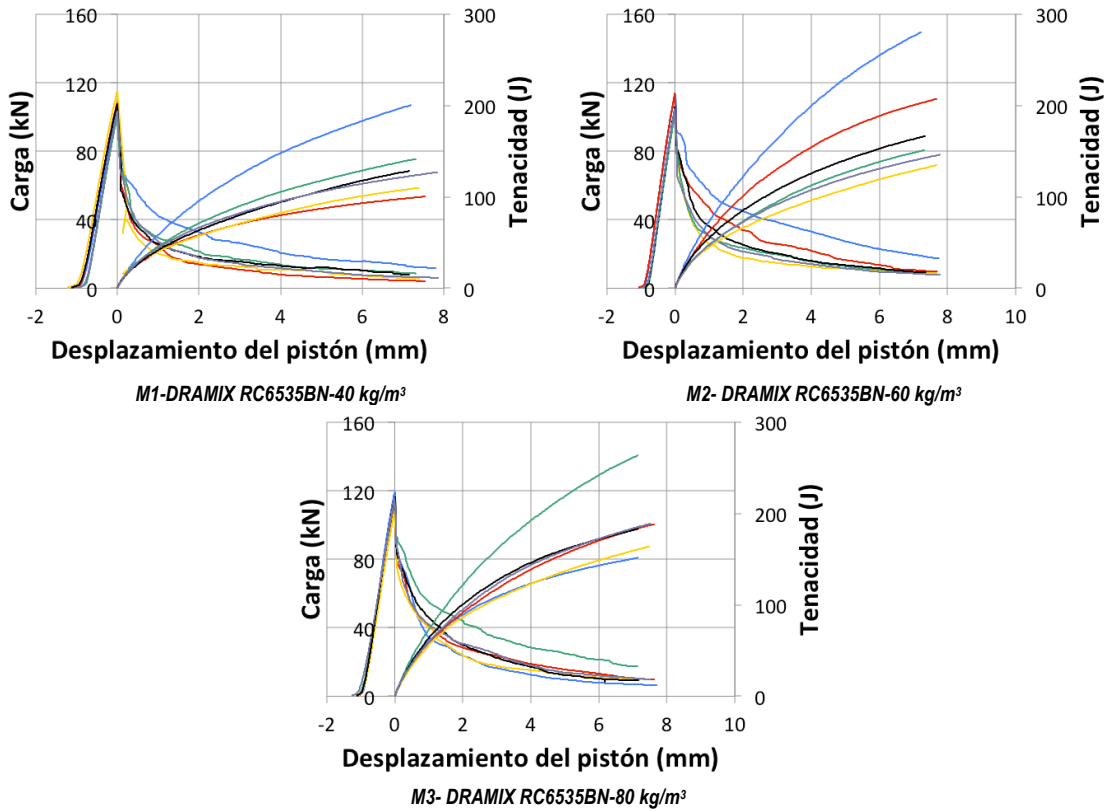 160
120
80
40
0
Carga (kN)
300
200
100
0
Tenacidad (J)
-2 0 2 4 6 8
Desplazamiento del pistón (mm)
M1-DRAMIX RC6535BN-40 kg/m³
160
120
80
40
0
Carga (kN)
300
200
100
0
Tenacidad (J)
-2 0 2 4 6 8 10
Desplazamiento del pistón (mm)
M2- DRAMIX RC6535BN-60 kg/m³
160
120
80
40
0
Carga (kN)
300
200
100
0
Tenacidad (J)
-2 0 2 4 6 8 10
Desplazamiento del pistón (mm)
M3- DRAMIX RC6535BN-80 kg/m³